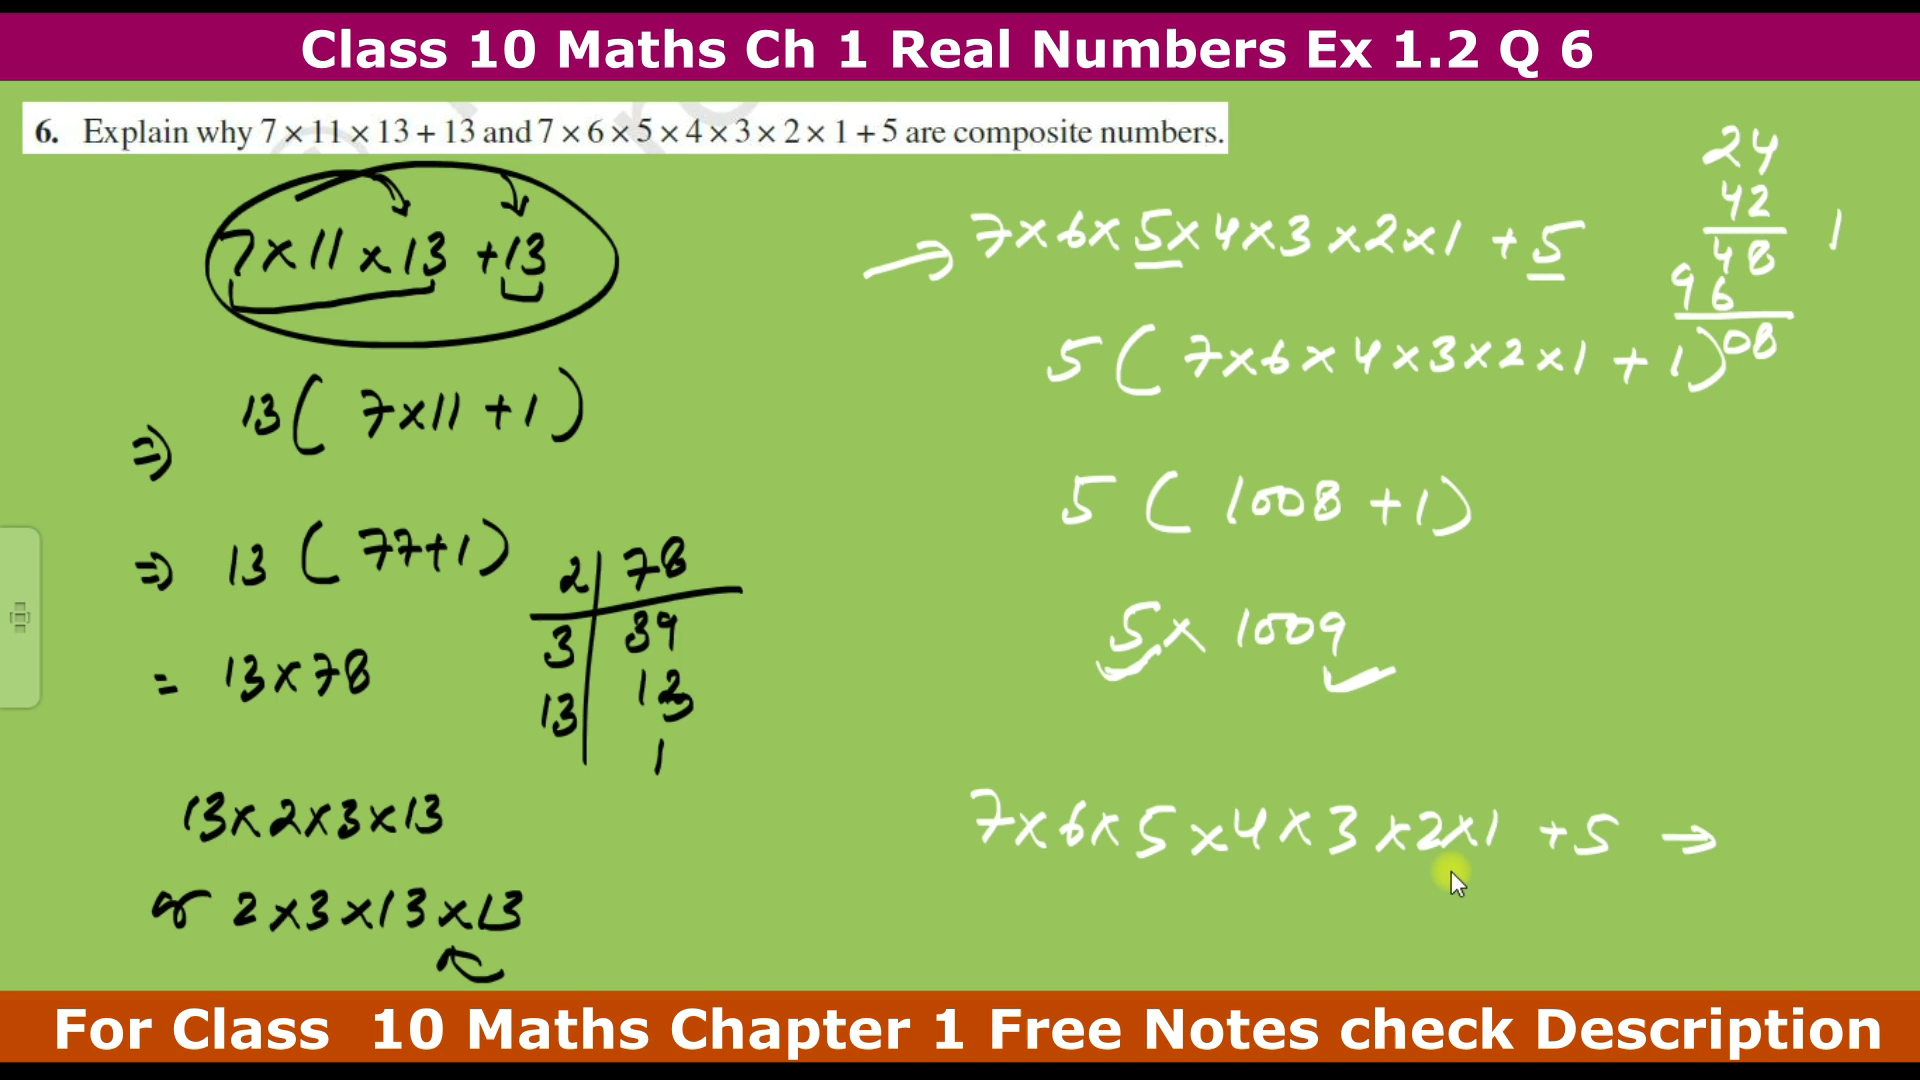 Class 10 Maths Ch 1 Real Numbers Ex 1.2 Q 6
6. Explain why 7 × 11 × 13 + 13 and 7 × 6 × 5 × 4 × 3 × 2 × 1 + 5 are composite numbers.
7×11×13 +13
⇒ 13( 7×11 +1)
⇒ 13 (77+1)
= 13×78
2 | 78
3 | 39
13 | 13
1
13×2×3×13
or 2×3×13×13
→ 7×6×5×4×3×2×1 +5
5( 7×6×4×3×2×1 + 1)
5 ( 1008 +1)
5× 1009
7×6×5×4×3×2×1 +5 →
24
42
48
96
1008
1
For Class 10 Maths Chapter 1 Free Notes check Description